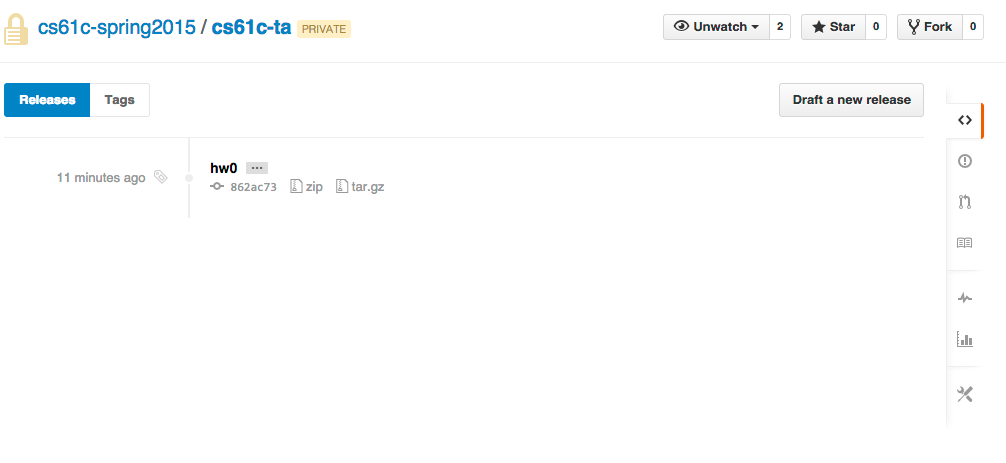 cs61c-spring2015 / cs61c-ta PRIVATE Unwatch 2 Star 0 Fork 0
Releases Tags Draft a new release
11 minutes ago hw0 ...
862ac73 zip tar.gz